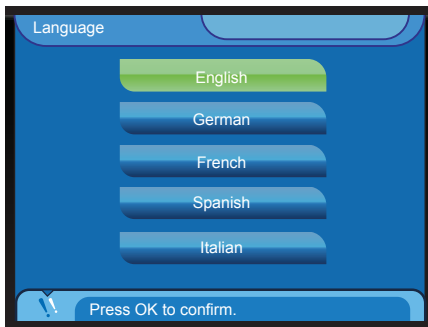 Language
English
German
French
Spanish
Italian
Press OK to confirm.